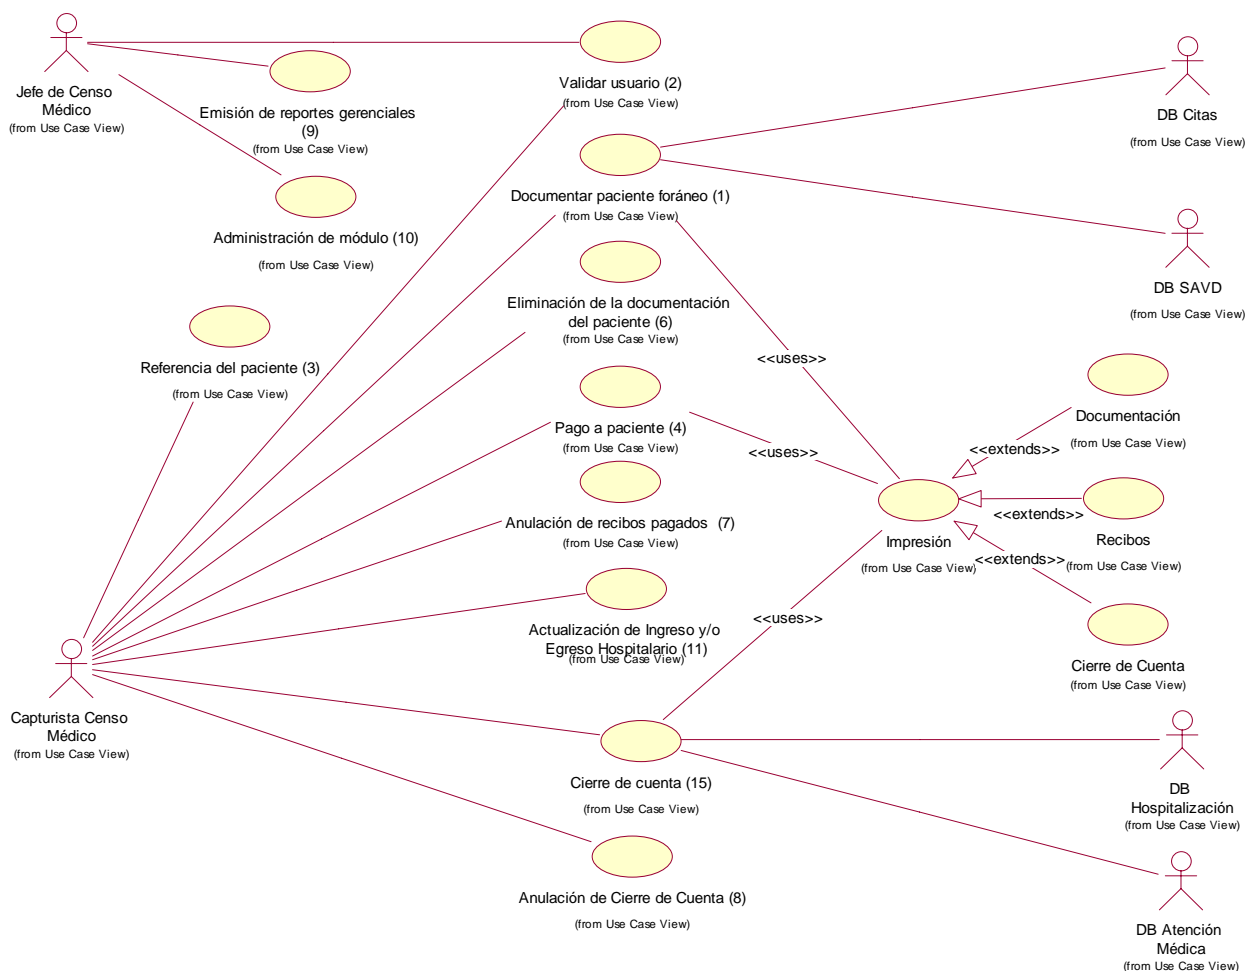 Jefe de Censo
Médico
(from Use Case View)
Emisión de reportes gerenciales
(9)
(from Use Case View)
Administración de módulo (10)
(from Use Case View)
Referencia del paciente (3)
(from Use Case View)
Capturista Censo
Médico
(from Use Case View)
Validar usuario (2)
(from Use Case View)
Documentar paciente foráneo (1)
(from Use Case View)
Eliminación de la documentación
del paciente (6)
(from Use Case View)
Pago a paciente (4)
(from Use Case View)
Anulación de recibos pagados (7)
(from Use Case View)
Actualización de Ingreso y/o
Egreso Hospitalario (11)
(from Use Case View)
Cierre de cuenta (15)
(from Use Case View)
Anulación de Cierre de Cuenta (8)
(from Use Case View)
<<uses>>
<<uses>>
<<uses>>
Impresión
(from Use Case View)
<<extends>>
<<extends>>
<<extends>>
DB Citas
(from Use Case View)
DB SAVD
(from Use Case View)
Documentación
(from Use Case View)
Recibos
(from Use Case View)
Cierre de Cuenta
(from Use Case View)
DB
Hospitalización
(from Use Case View)
DB Atención
Médica
(from Use Case View)